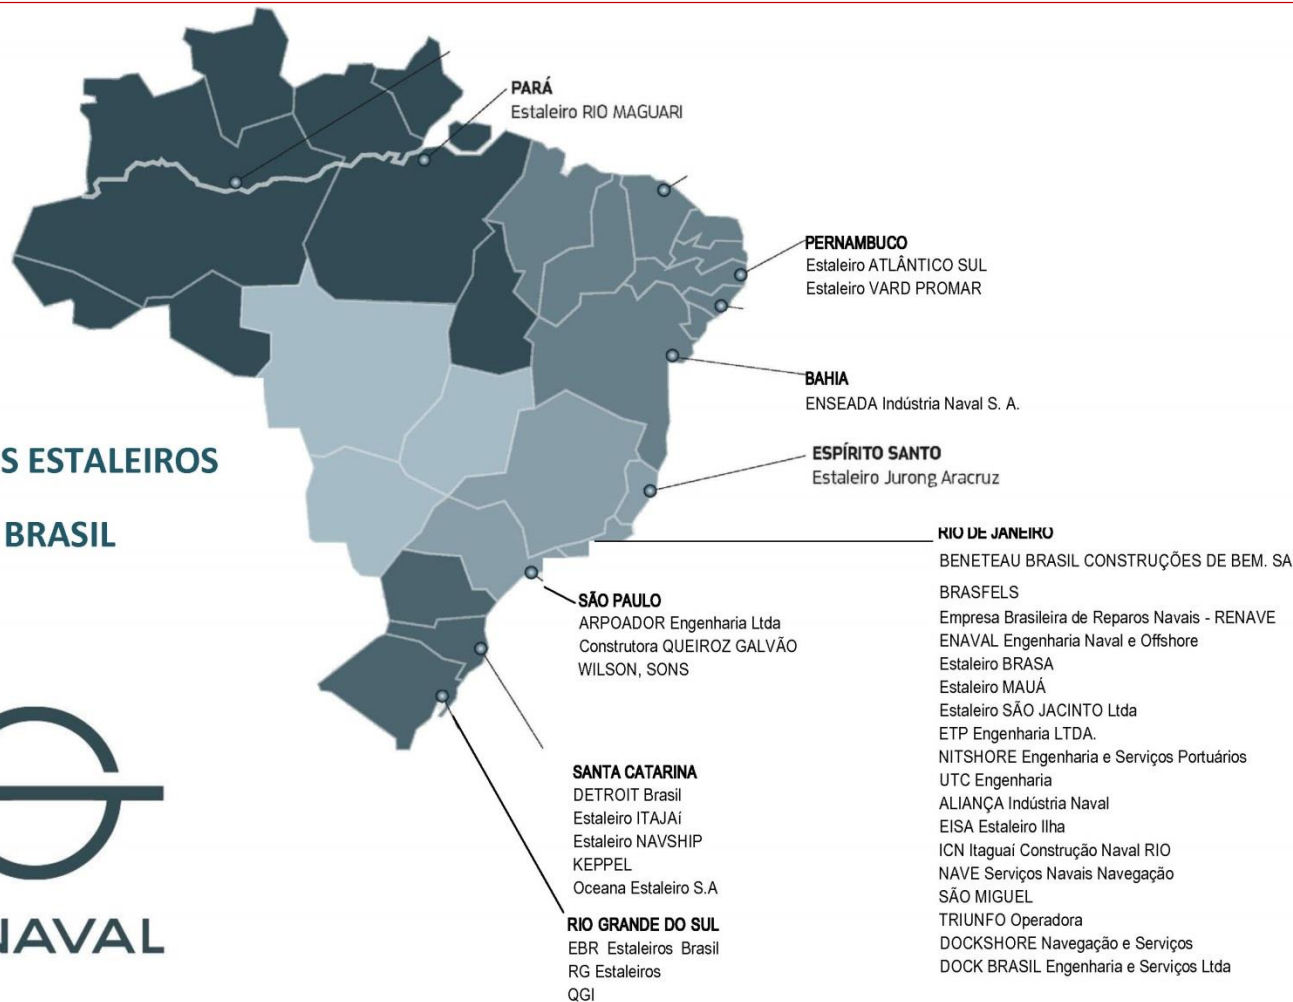 PARÁ
Estaleiro RIO MAGUARI
PERNAMBUCO
Estaleiro ATLÂNTICO SUL
Estaleiro VARD PROMAR
BAHIA
ENSEADA Indústria Naval S. A.
ESPÍRITO SANTO
Estaleiro Jurong Aracruz
S ESTALEIROS
BRASIL
RIO DE JANEIRO
BENETEAU BRASIL CONSTRUÇÕES DE BEM. SA
BRASFELS
Empresa Brasileira de Reparos Navais - RENAVE
ENAVAL Engenharia Naval e Offshore
Estaleiro BRASA
Estaleiro MAUÁ
Estaleiro SÃO JACINTO Ltda
ETP Engenharia LTDA.
NITSHORE Engenharia e Serviços Portuários
UTC Engenharia
ALIANÇA Indústria Naval
EISA Estaleiro Ilha
ICN Itaguaí Construção Naval RIO
NAVE Serviços Navais Navegação
SÃO MIGUEL
TRIUNFO Operadora
DOCKSHORE Navegação e Serviços
DOCK BRASIL Engenharia e Serviços Ltda
SÃO PAULO
ARPOADOR Engenharia Ltda
Construtora QUEIROZ GALVÃO
WILSON, SONS
SANTA CATARINA
DETROIT Brasil
Estaleiro ITAJAí
Estaleiro NAVSHIP
KEPPEL
Oceana Estaleiro S.A
RIO GRANDE DO SUL
EBR Estaleiros Brasil
RG Estaleiros
QGI
NAVAL